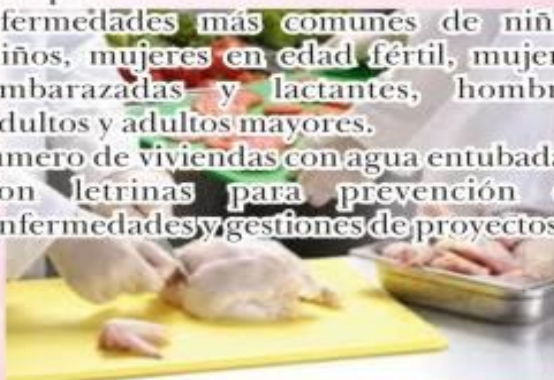 fermedades más comunes de niñ
iños, mujeres en edad fértil, mujer
mbarazadas y lactantes, hombr
dultos y adultos mayores.
úmero de viviendas con agua entubada
on letrinas para prevención
nfermedades y gestiones de proyectos